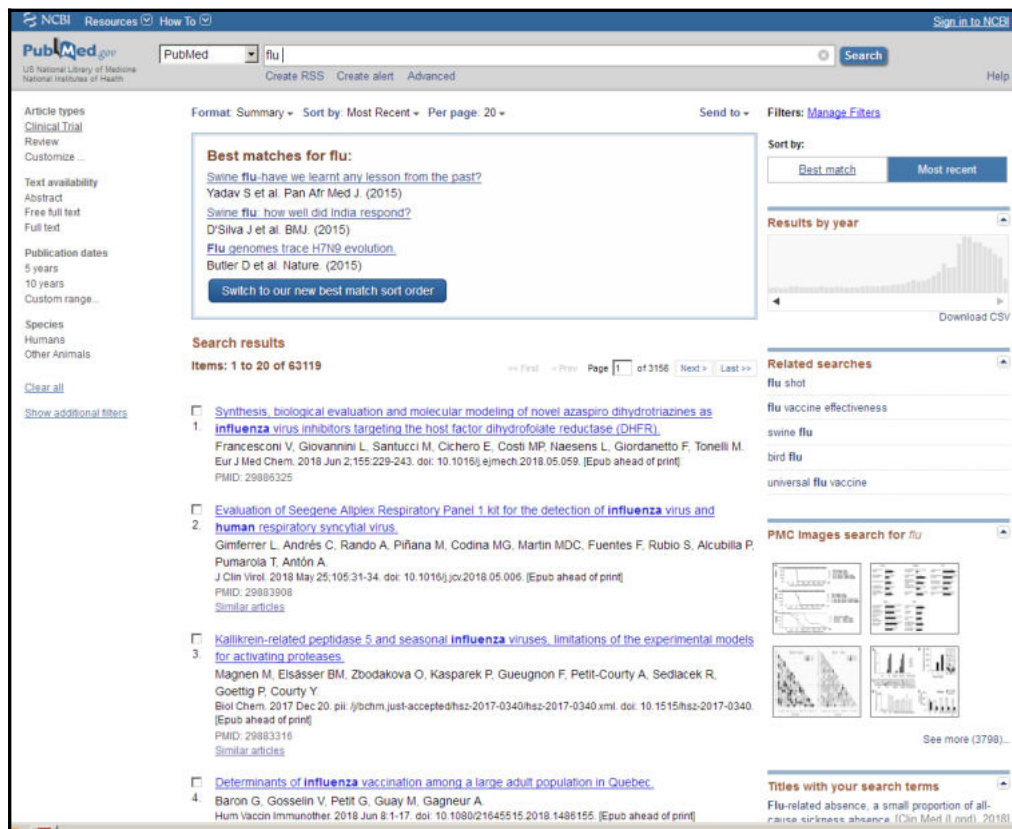 NCBI Resources How To Sign in to NCBI
PubMed.gov
US National Library of Medicine
National Institutes of Health
PubMed flu Search
Create RSS Create alert Advanced Help
Article types
Clinical Trial
Review
Customize ...
Text availability
Abstract
Free full text
Full text
Publication dates
5 years
10 years
Custom range...
Species
Humans
Other Animals
Clear all
Show additional filters
Format: Summary Sort by: Most Recent Per page: 20 Send to
Best matches for flu:
Swine flu-have we learnt any lesson from the past?
Yadav S et al. Pan Afr Med J. (2015)
Swine flu: how well did India respond?
D'Silva J et al. BMJ. (2015)
Flu genomes trace H7N9 evolution.
Butler D et al. Nature. (2015)
Switch to our new best match sort order
Search results
Items: 1 to 20 of 63119
<< First < Prev Page 1 of 3156 Next > Last >>
Synthesis, biological evaluation and molecular modeling of novel azaspiro dihydrotriazines as
1. influenza virus inhibitors targeting the host factor dihydrofolate reductase (DHFR).
Francesconi V, Giovannini L, Santucci M, Cichero E, Costi MP, Naesens L, Giordanetto F, Tonelli M.
Eur J Med Chem. 2018 Jun 2;155:229-243. doi: 10.1016/j.ejmech.2018.05.059. [Epub ahead of print]
PMID: 29886325
Evaluation of Seegene Allplex Respiratory Panel 1 kit for the detection of influenza virus and
2. human respiratory syncytial virus.
Gimferrer L, Andrés C, Rando A, Piñana M, Codina MG, Martin MDC, Fuentes F, Rubio S, Alcubilla P,
Pumarola T, Antón A.
J Clin Virol. 2018 May 25;105:31-34. doi: 10.1016/j.jcv.2018.05.006. [Epub ahead of print]
PMID: 29883908
Similar articles
Kallikrein-related peptidase 5 and seasonal influenza viruses, limitations of the experimental models
3. for activating proteases.
Magnen M, Elsässer BM, Zbodakova O, Kasparek P, Gueugnon F, Petit-Courty A, Sedlacek R,
Goettig P, Courty Y.
Biol Chem. 2017 Dec 20. pii: /j/bchm.just-accepted/hsz-2017-0340/hsz-2017-0340.xml. doi: 10.1515/hsz-2017-0340.
[Epub ahead of print]
PMID: 29883316
Similar articles
Determinants of influenza vaccination among a large adult population in Quebec.
4. Baron G, Gosselin V, Petit G, Guay M, Gagneur A.
Hum Vaccin Immunother. 2018 Jun 8:1-17. doi: 10.1080/21645515.2018.1486155. [Epub ahead of print]
Filters: Manage Filters
Sort by:
Best match Most recent
Results by year
Download CSV
Related searches
flu shot
flu vaccine effectiveness
swine flu
bird flu
universal flu vaccine
PMC Images search for flu
See more (3798)...
Titles with your search terms
Flu-related absence, a small proportion of all-
cause sickness absence. [Clin Med (Lond). 2018]